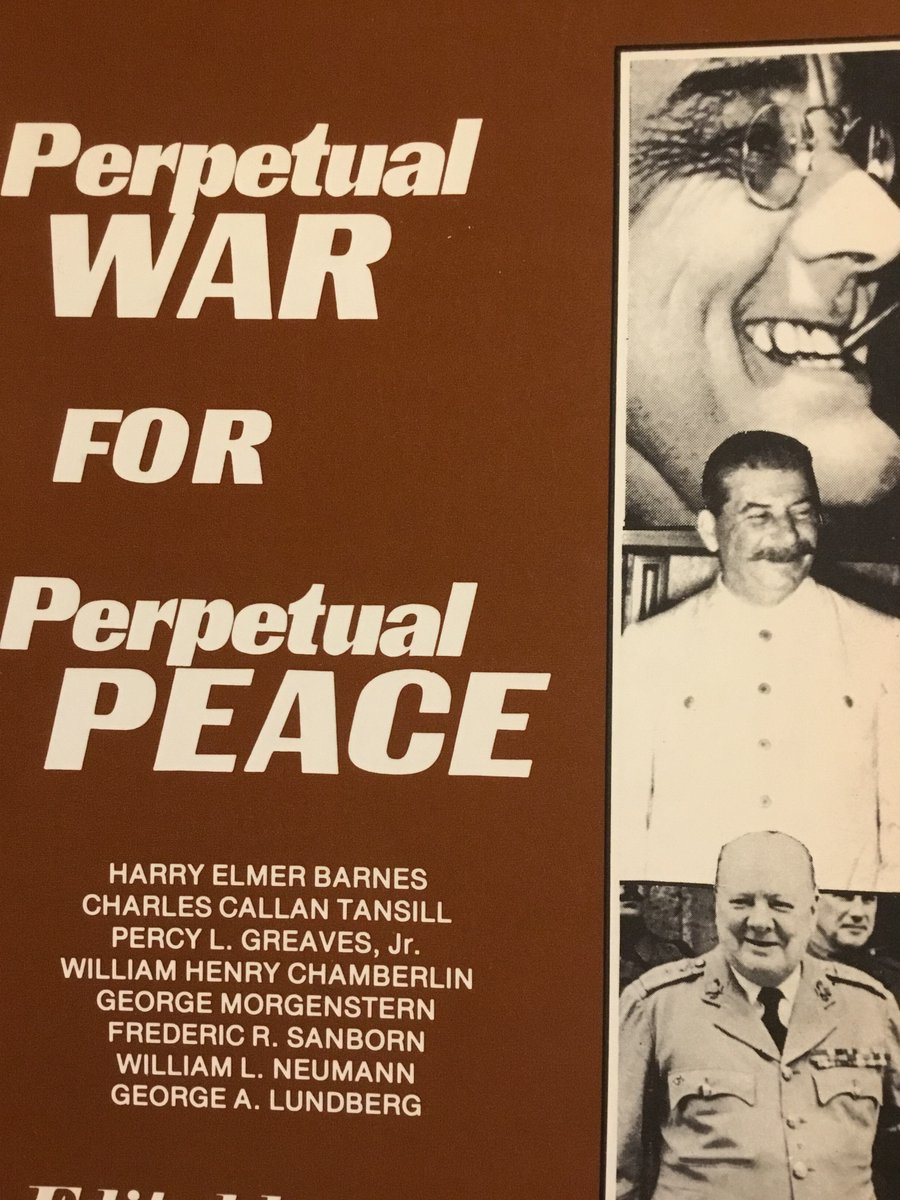 Perpetual
WAR
FOR
Perpetual
PEACE
HARRY ELMER BARNES
CHARLES CALLAN TANSILL
PERCY L. GREAVES, Jr.
WILLIAM HENRY CHAMBERLIN
GEORGE MORGENSTERN
FREDERIC R. SANBORN
WILLIAM L. NEUMANN
GEORGE A. LUNDBERG